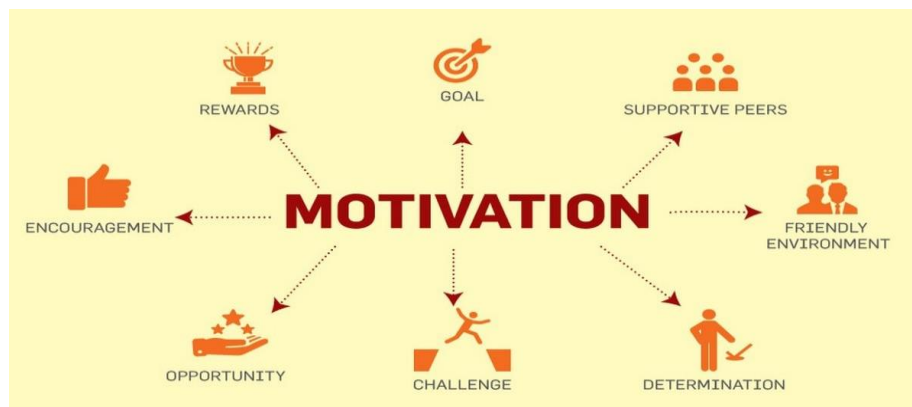 REWARDS
GOAL
SUPPORTIVE PEERS
ENCOURAGEMENT
MOTIVATION
FRIENDLY
ENVIRONMENT
OPPORTUNITY
CHALLENGE
DETERMINATION